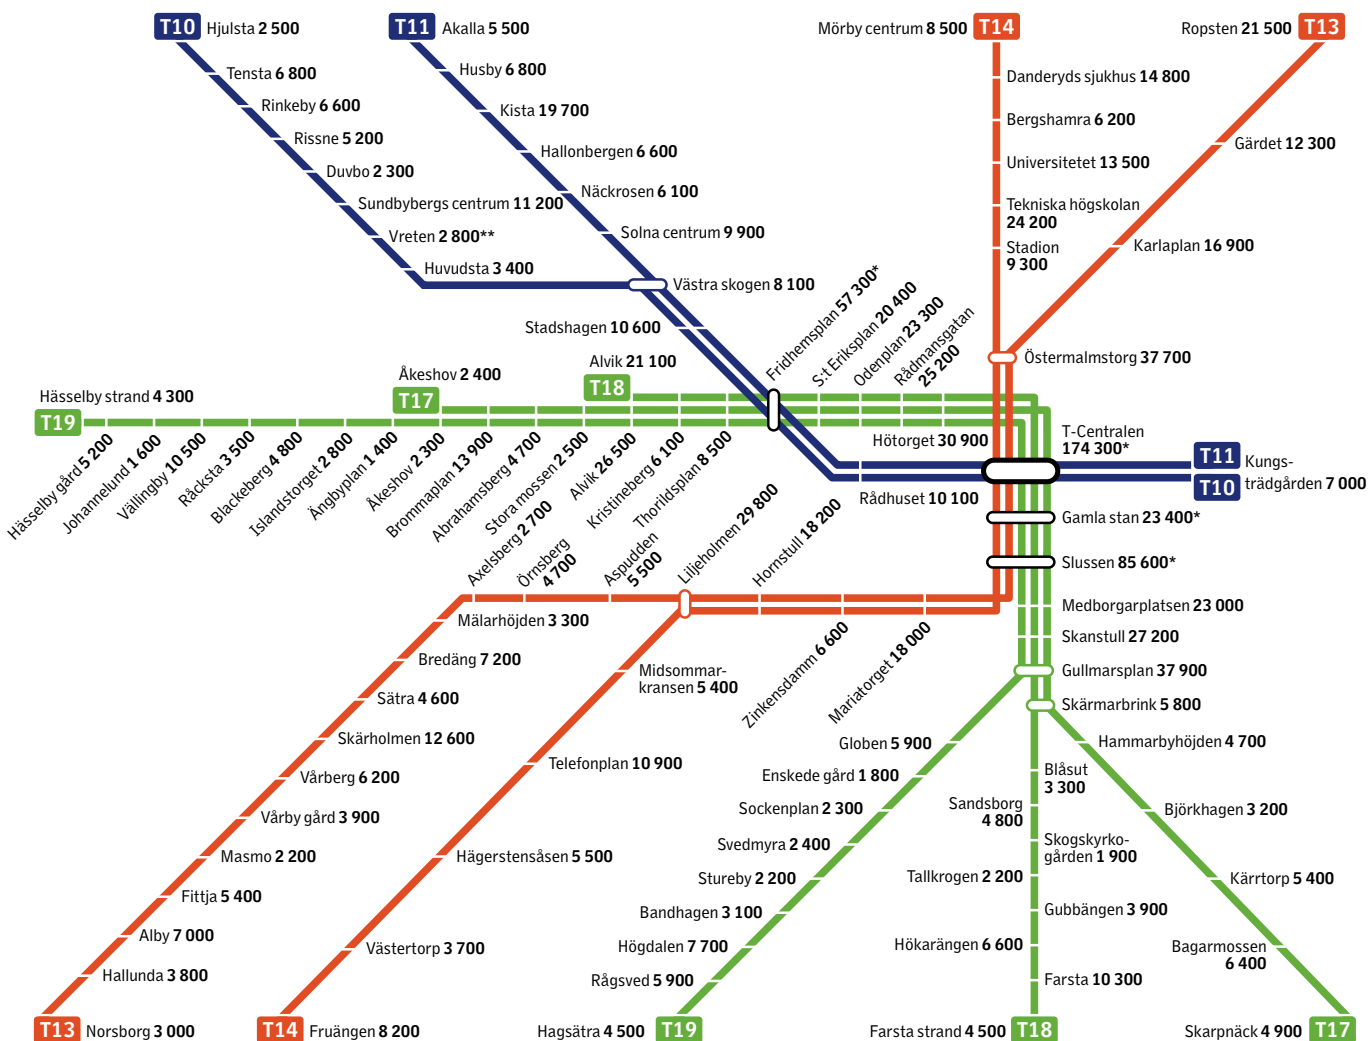 T10 Hjulsta 2 500
T11 Akalla 5 500
Mörby centrum 8 500 T14
Ropsten 21 500 T13
Tensta 6 800
Rinkeby 6 600
Rissne 5 200
Duvbo 2 300
Sundbybergs centrum 11 200
Vreten 2 800**
Huvudsta 3 400
Husby 6 800
Kista 19 700
Hallonbergen 6 600
Näckrosen 6 100
Solna centrum 9 900
Västra skogen 8 100
Stadshagen 10 600
Danderyds sjukhus 14 800
Bergshamra 6 200
Universitetet 13 500
Tekniska högskolan
24 200
Stadion
9 300
Gärdet 12 300
Karlaplan 16 900
Östermalmstorg 37 700
Fridhemsplan 57 300*
S:t Eriksplan 20 400
Odenplan 23 300
Rådmansgatan
25 200
Hötorget 30 900
Alvik 21 100
T18
Åkeshov 2 400
T17
Hässelby strand 4 300
T19
Hässelby gård 5 200
Johannelund 1 600
Vällingby 10 500
Råcksta 3 500
Blackeberg 4 800
Islandstorget 2 800
Ängbyplan 1 400
Åkeshov 2 300
Brommaplan 13 900
Abrahamsberg 4 700
Stora mossen 2 500
Alvik 26 500
Kristineberg 6 100
Thorildsplan 8 500
T-Centralen
174 300*
T11
T10
Kungs-
trädgården 7 000
Rådhuset 10 100
Gamla stan 23 400*
Slussen 85 600*
Medborgarplatsen 23 000
Skanstull 27 200
Gullmarsplan 37 900
Skärmarbrink 5 800
Axelsberg 2 700
Örnsberg
4 700
Aspudden
5 500
Liljeholmen 29 800
Hornstull 18 200
Zinkensdamm 6 600
Mariatorget 18 000
Mälarhöjden 3 300
Bredäng 7 200
Sätra 4 600
Skärholmen 12 600
Vårberg 6 200
Vårby gård 3 900
Masmo 2 200
Fittja 5 400
Alby 7 000
Hallunda 3 800
T13 Norsborg 3 000
Midsommar-
kransen 5 400
Telefonplan 10 900
Hägerstensåsen 5 500
Västertorp 3 700
T14 Fruängen 8 200
Globen 5 900
Enskede gård 1 800
Sockenplan 2 300
Svedmyra 2 400
Stureby 2 200
Bandhagen 3 100
Högdalen 7 700
Rågsved 5 900
Hagsätra 4 500 T19
Blåsut
3 300
Sandsborg
4 800
Skogskyrko-
gården 1 900
Tallkrogen 2 200
Gubbängen 3 900
Hökarängen 6 600
Farsta 10 300
Farsta strand 4 500 T18
Hammarbyhöjden 4 700
Björkhagen 3 200
Kärrtorp 5 400
Bagarmossen
6 400
Skarpnäck 4 900 T17